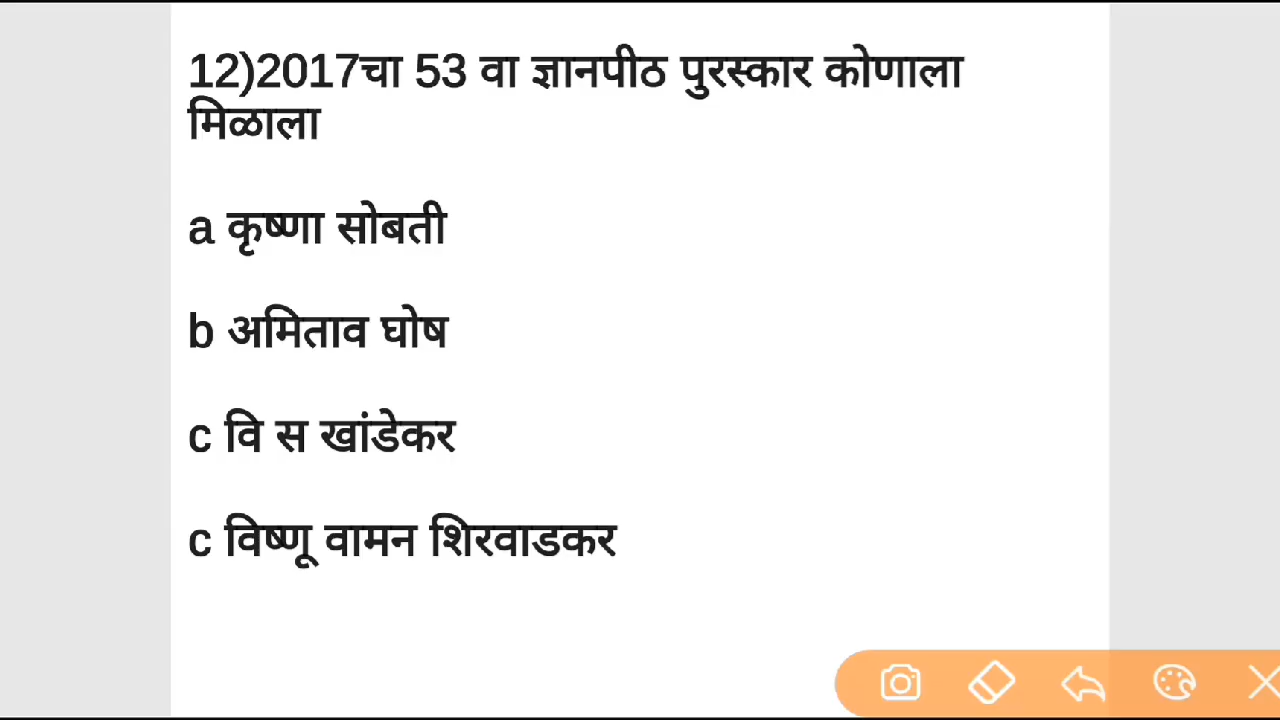 12)2017चा 53 वा ज्ञानपीठ पुरस्कार कोणाला
मिळाला
a कृष्णा सोबती
b अमिताव घोष
c वि स खांडेकर
c विष्णू वामन शिरवाडकर